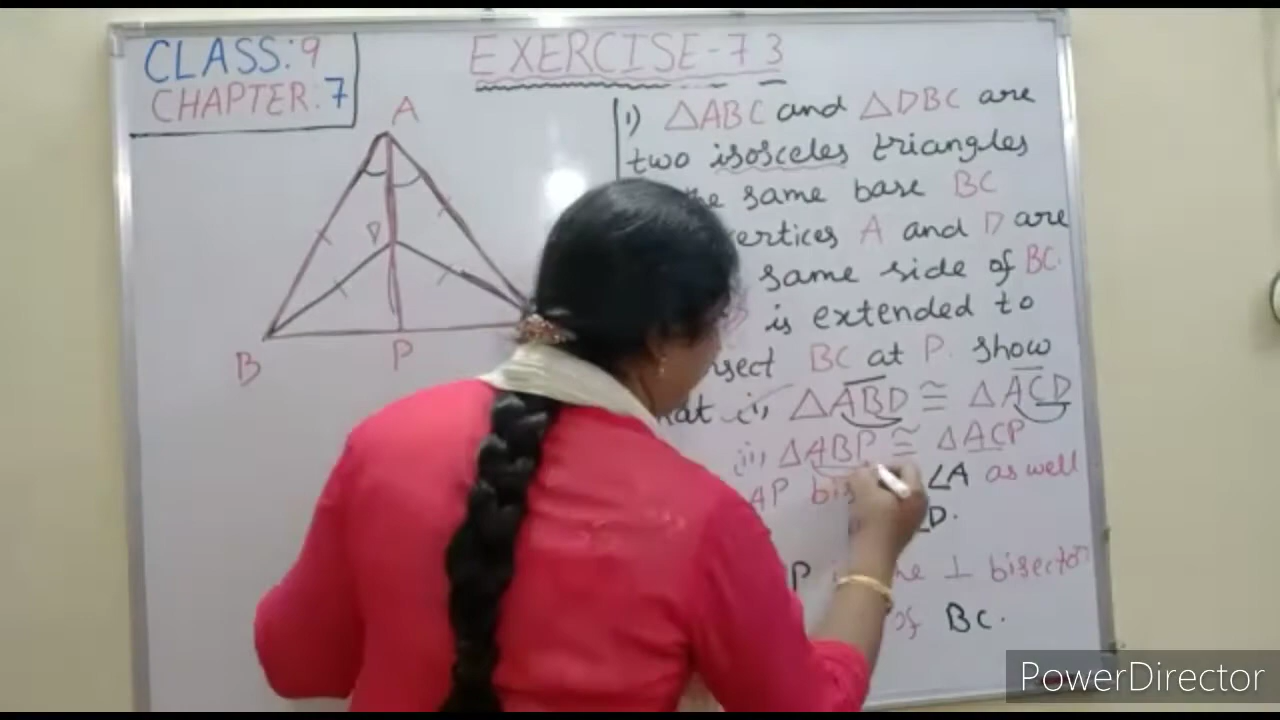 CLASS: 9
CHAPTER: 7
EXERCISE-7 3
A
D
B
P
1) △ABC and △DBC are
two isosceles triangles
same base BC
A and D are
same side of BC.
is extended to
BC at P. show
i) △ABD ≅ △ACD
ii) △ABP ≅ △ACP
AP ∠A as well
D.
P ⊥ bisector
of BC.
PowerDirector